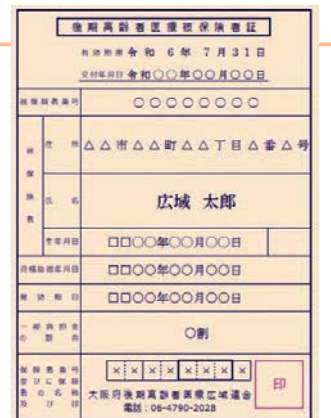 後期高齢者医療被保険者証
有効期限 令和 6年 7月31日
交付年月日 令和〇〇年〇〇月〇〇日
被保険者番号 〇〇〇〇〇〇〇〇
被保険者
住所 △△市△△町△△丁目△番△号
氏名 広域 太郎
生年月日 □□〇〇年〇〇月〇〇日
資格取得年月日 □□〇〇年〇〇月〇〇日
発効期日 □□〇〇年〇〇月〇〇日
一部負担金の割合 〇割
保険者番号並びに保険者の名称及び印 ××××××××
大阪府後期高齢者医療広域連合
電話：06-4790-2028
印